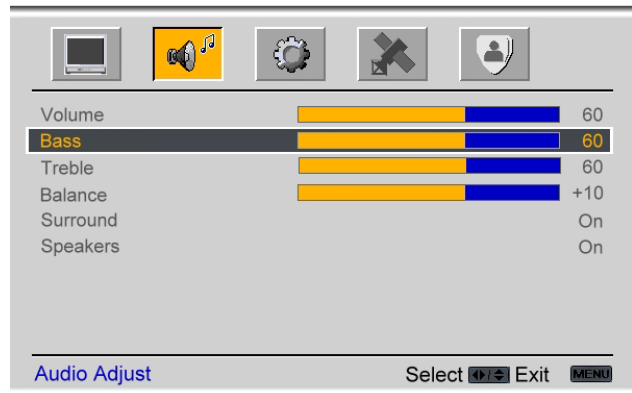 Volume 60
Bass 60
Treble 60
Balance +10
Surround On
Speakers On
Audio Adjust Select Exit MENU